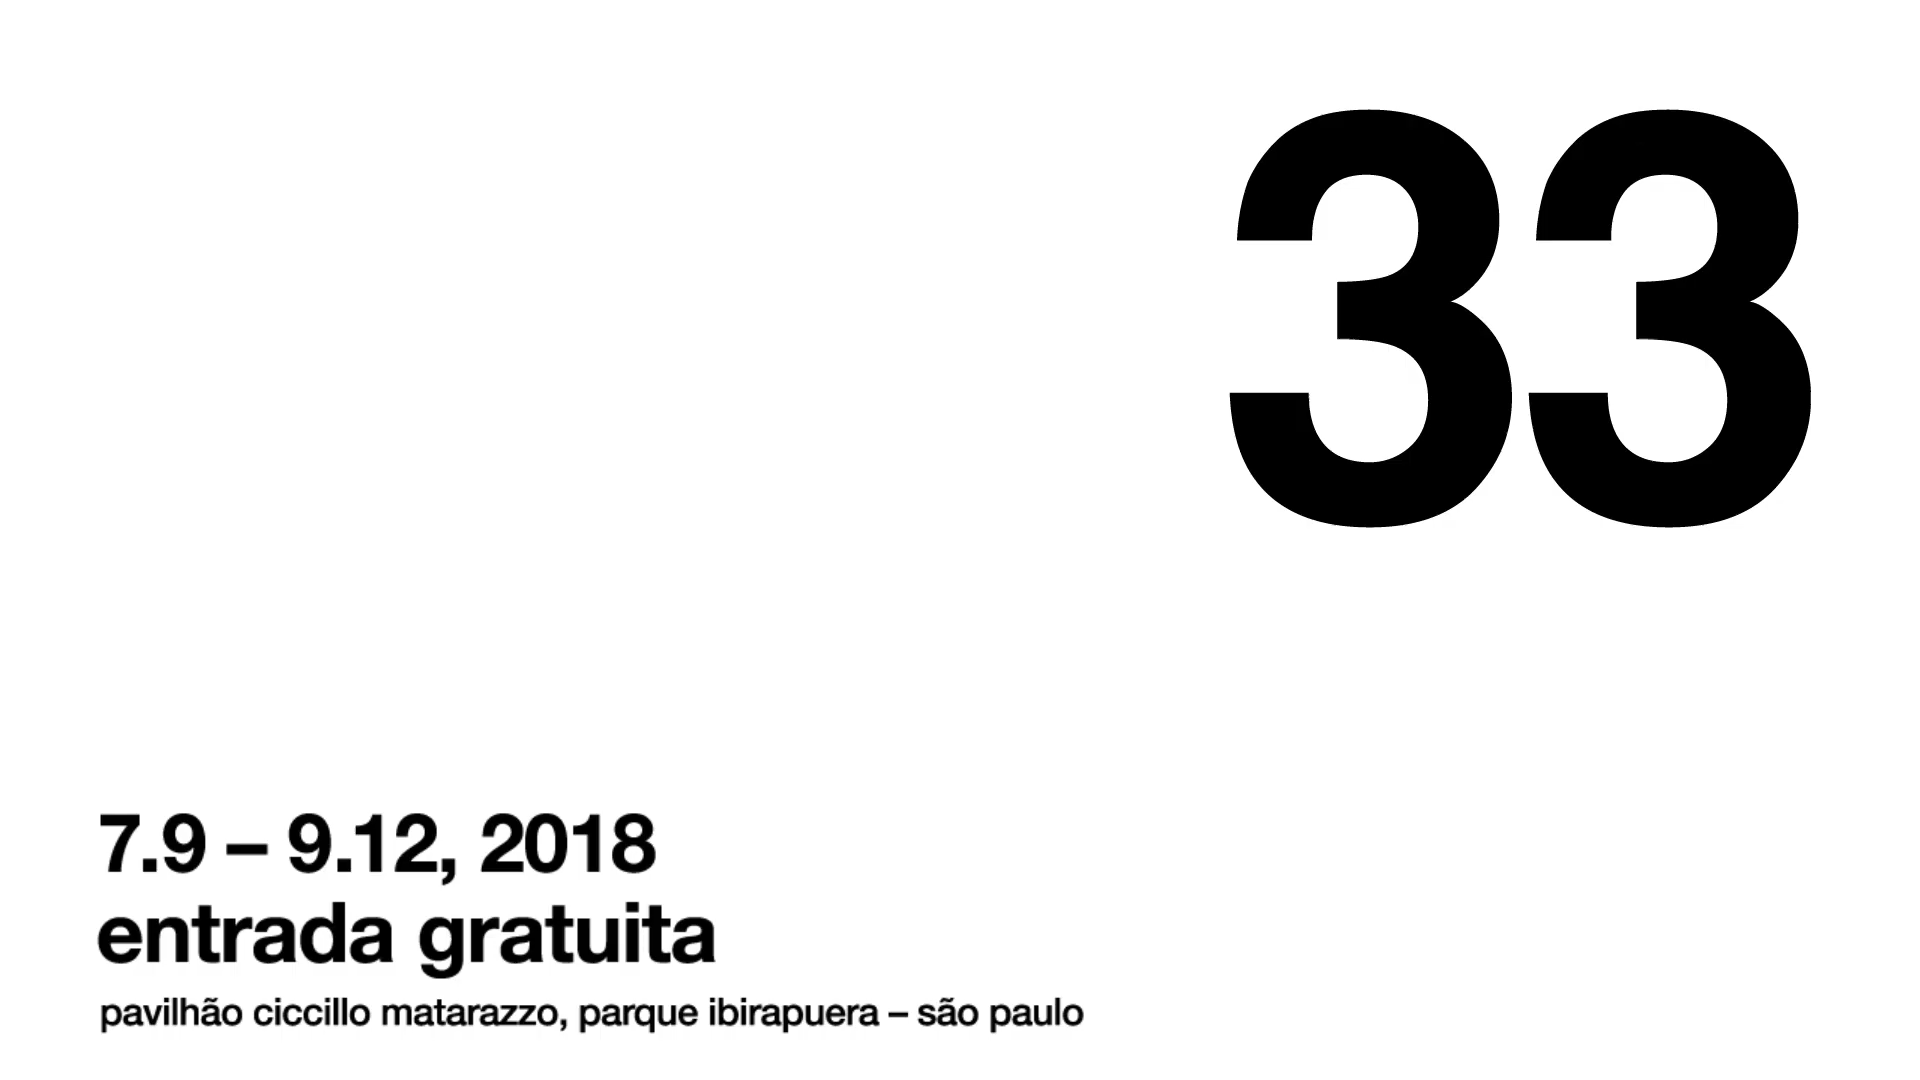 33
7.9 – 9.12, 2018
entrada gratuita
pavilhão ciccillo matarazzo, parque ibirapuera – são paulo